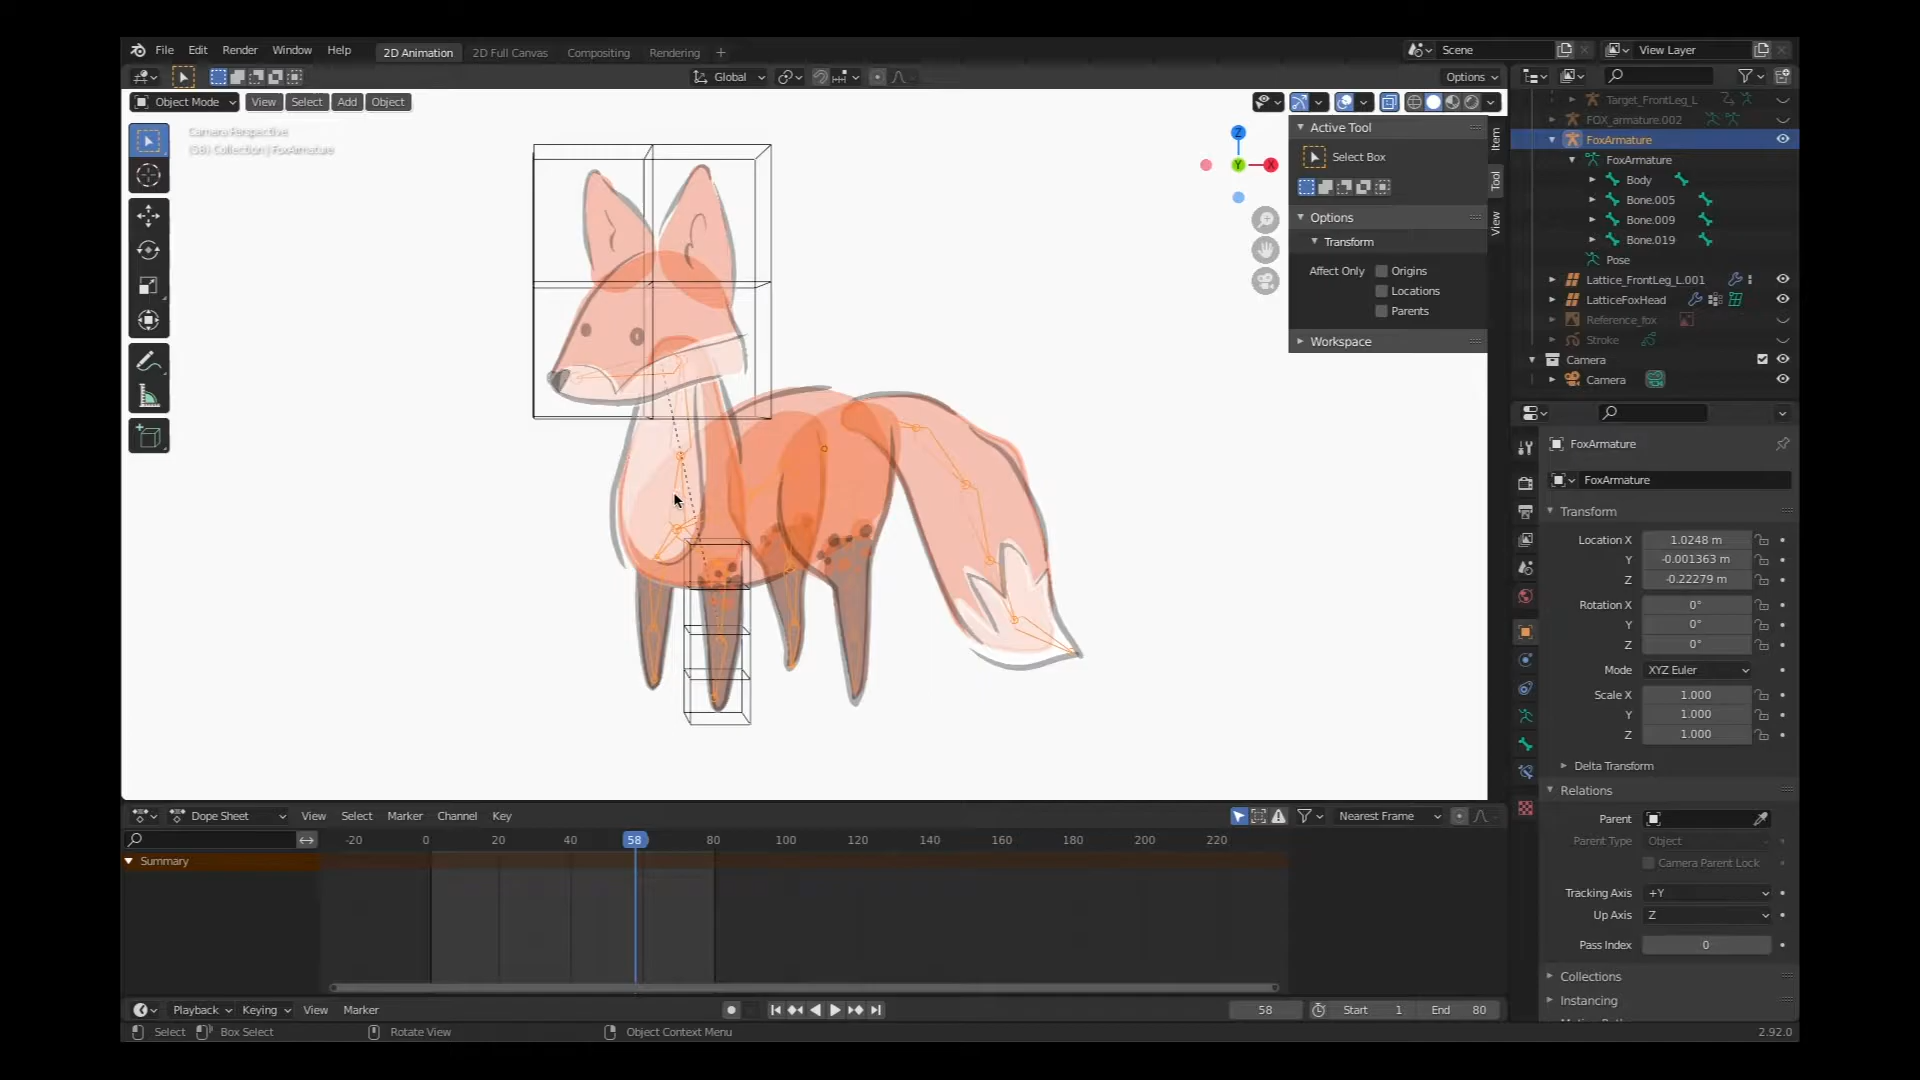 File Edit Render Window Help 2D Animation 2D Full Canvas Compositing Rendering + Scene View Layer
Global Options
Object Mode View Select Add Object
Camera Perspective
(58) Collection | FoxArmature
Z
Y
X
Active Tool
Select Box
Options
Transform
Affect Only Origins
Locations
Parents
Workspace
Item
Tool
View
Target_FrontLeg_L
FOX_armature.002
FoxArmature
FoxArmature
Body
Bone.005
Bone.009
Bone.019
Pose
Lattice_FrontLeg_L.001
LatticeFoxHead
Reference_fox
Stroke
Camera
Camera
FoxArmature
FoxArmature
Transform
Location X 1.0248 m
Y -0.001363 m
Z -0.22279 m
Rotation X 0°
Y 0°
Z 0°
Mode XYZ Euler
Scale X 1.000
Y 1.000
Z 1.000
Delta Transform
Relations
Parent
Parent Type Object
Camera Parent Lock
Tracking Axis +Y
Up Axis Z
Pass Index 0
Collections
Instancing
Dope Sheet View Select Marker Channel Key Nearest Frame
-20 0 20 40 58 80 100 120 140 160 180 200 220
Summary
Playback Keying View Marker 58 Start 1 End 80
Select Box Select Rotate View Object Context Menu 2.92.0